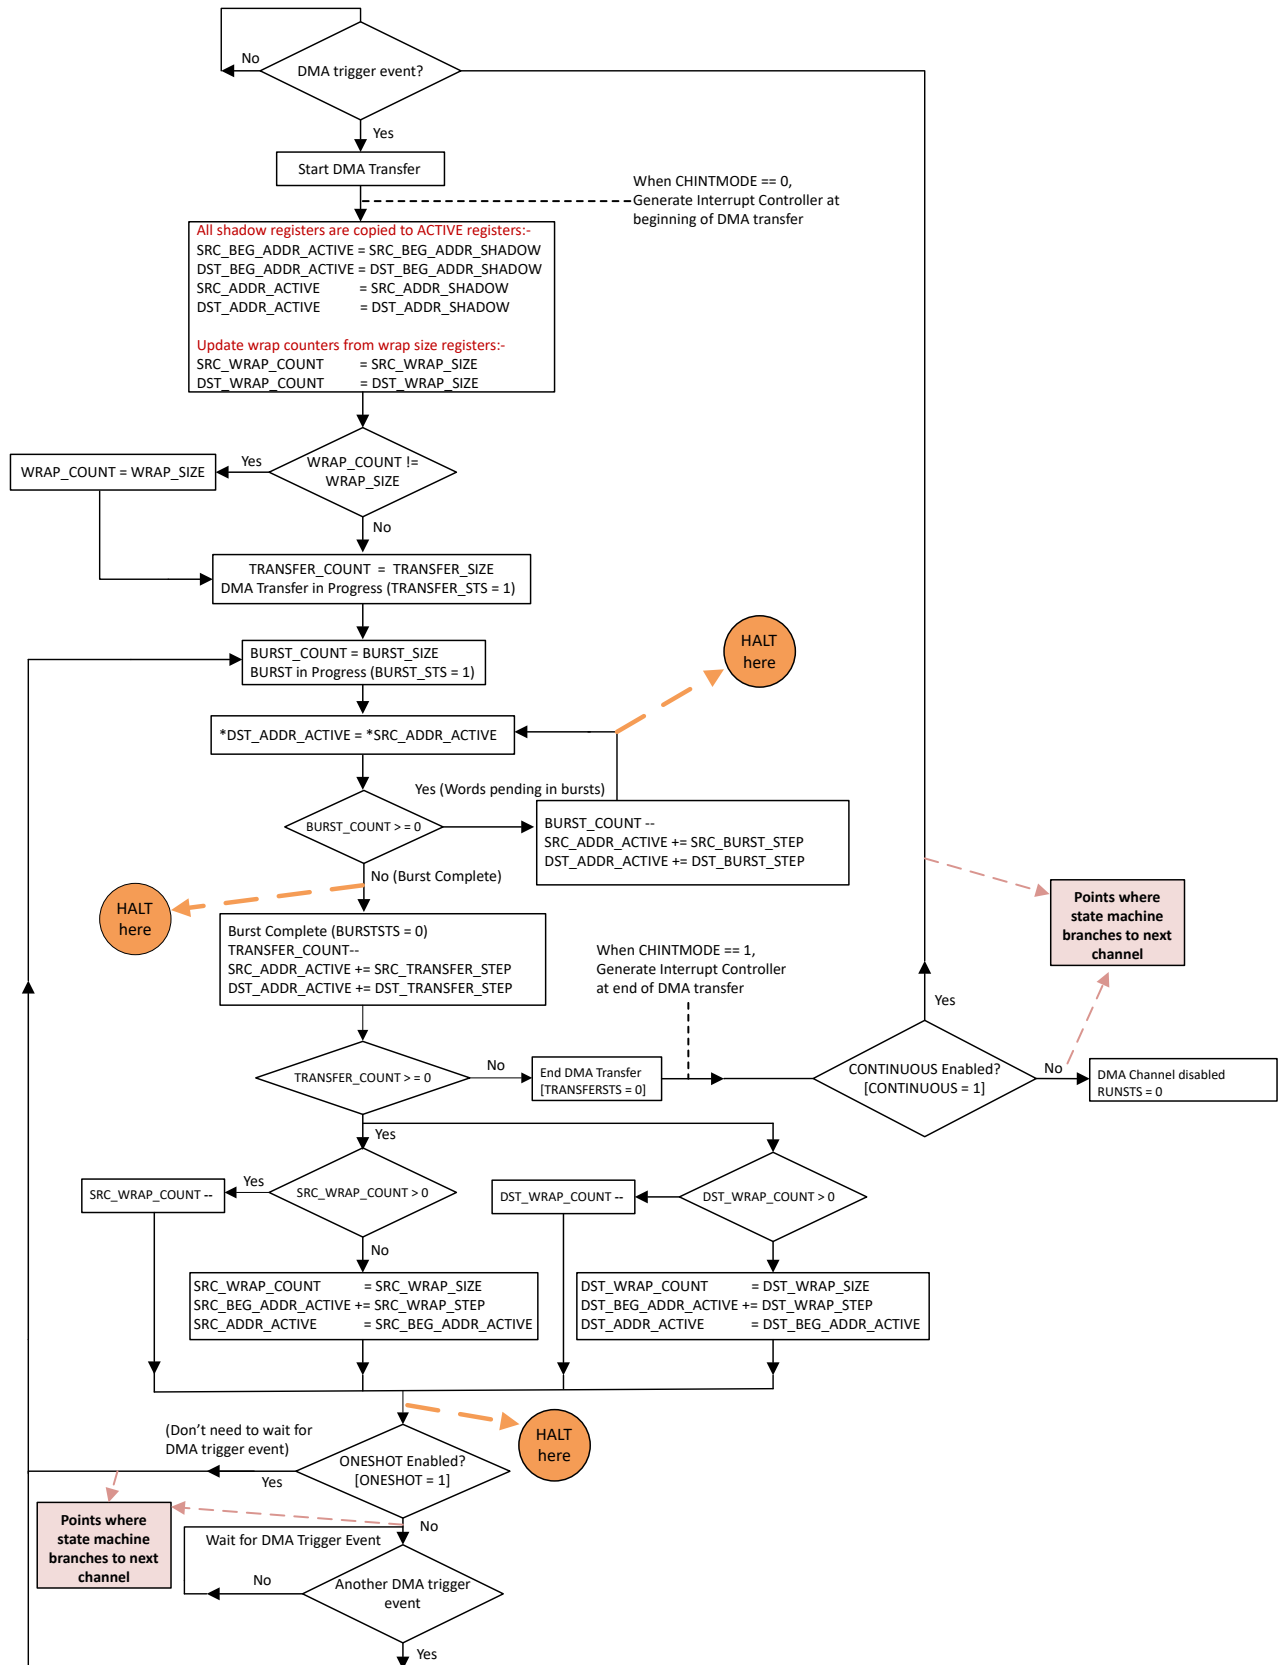 No
DMA trigger event?
Yes
Start DMA Transfer
When CHINTMODE == 0,
Generate Interrupt Controller at
beginning of DMA transfer
All shadow registers are copied to ACTIVE registers:-
SRC_BEG_ADDR_ACTIVE = SRC_BEG_ADDR_SHADOW
DST_BEG_ADDR_ACTIVE = DST_BEG_ADDR_SHADOW
SRC_ADDR_ACTIVE = SRC_ADDR_SHADOW
DST_ADDR_ACTIVE = DST_ADDR_SHADOW
Update wrap counters from wrap size registers:-
SRC_WRAP_COUNT = SRC_WRAP_SIZE
DST_WRAP_COUNT = DST_WRAP_SIZE
WRAP_COUNT = WRAP_SIZE
Yes
WRAP_COUNT !=
WRAP_SIZE
No
TRANSFER_COUNT = TRANSFER_SIZE
DMA Transfer in Progress (TRANSFER_STS = 1)
BURST_COUNT = BURST_SIZE
BURST in Progress (BURST_STS = 1)
HALT
here
*DST_ADDR_ACTIVE = *SRC_ADDR_ACTIVE
Yes (Words pending in bursts)
BURST_COUNT > = 0
BURST_COUNT --
SRC_ADDR_ACTIVE += SRC_BURST_STEP
DST_ADDR_ACTIVE += DST_BURST_STEP
No (Burst Complete)
HALT
here
Burst Complete (BURSTSTS = 0)
TRANSFER_COUNT--
SRC_ADDR_ACTIVE += SRC_TRANSFER_STEP
DST_ADDR_ACTIVE += DST_TRANSFER_STEP
When CHINTMODE == 1,
Generate Interrupt Controller
at end of DMA transfer
Points where
state machine
branches to next
channel
Yes
TRANSFER_COUNT > = 0
No
End DMA Transfer
[TRANSFERSTS = 0]
CONTINUOUS Enabled?
[CONTINUOUS = 1]
No
DMA Channel disabled
RUNSTS = 0
Yes
SRC_WRAP_COUNT --
Yes
SRC_WRAP_COUNT > 0
DST_WRAP_COUNT --
DST_WRAP_COUNT > 0
No
SRC_WRAP_COUNT = SRC_WRAP_SIZE
SRC_BEG_ADDR_ACTIVE += SRC_WRAP_STEP
SRC_ADDR_ACTIVE = SRC_BEG_ADDR_ACTIVE
DST_WRAP_COUNT = DST_WRAP_SIZE
DST_BEG_ADDR_ACTIVE += DST_WRAP_STEP
DST_ADDR_ACTIVE = DST_BEG_ADDR_ACTIVE
(Don't need to wait for
DMA trigger event)
HALT
here
ONESHOT Enabled?
[ONESHOT = 1]
Yes
Points where
state machine
branches to next
channel
No
Wait for DMA Trigger Event
No
Another DMA trigger
event
Yes